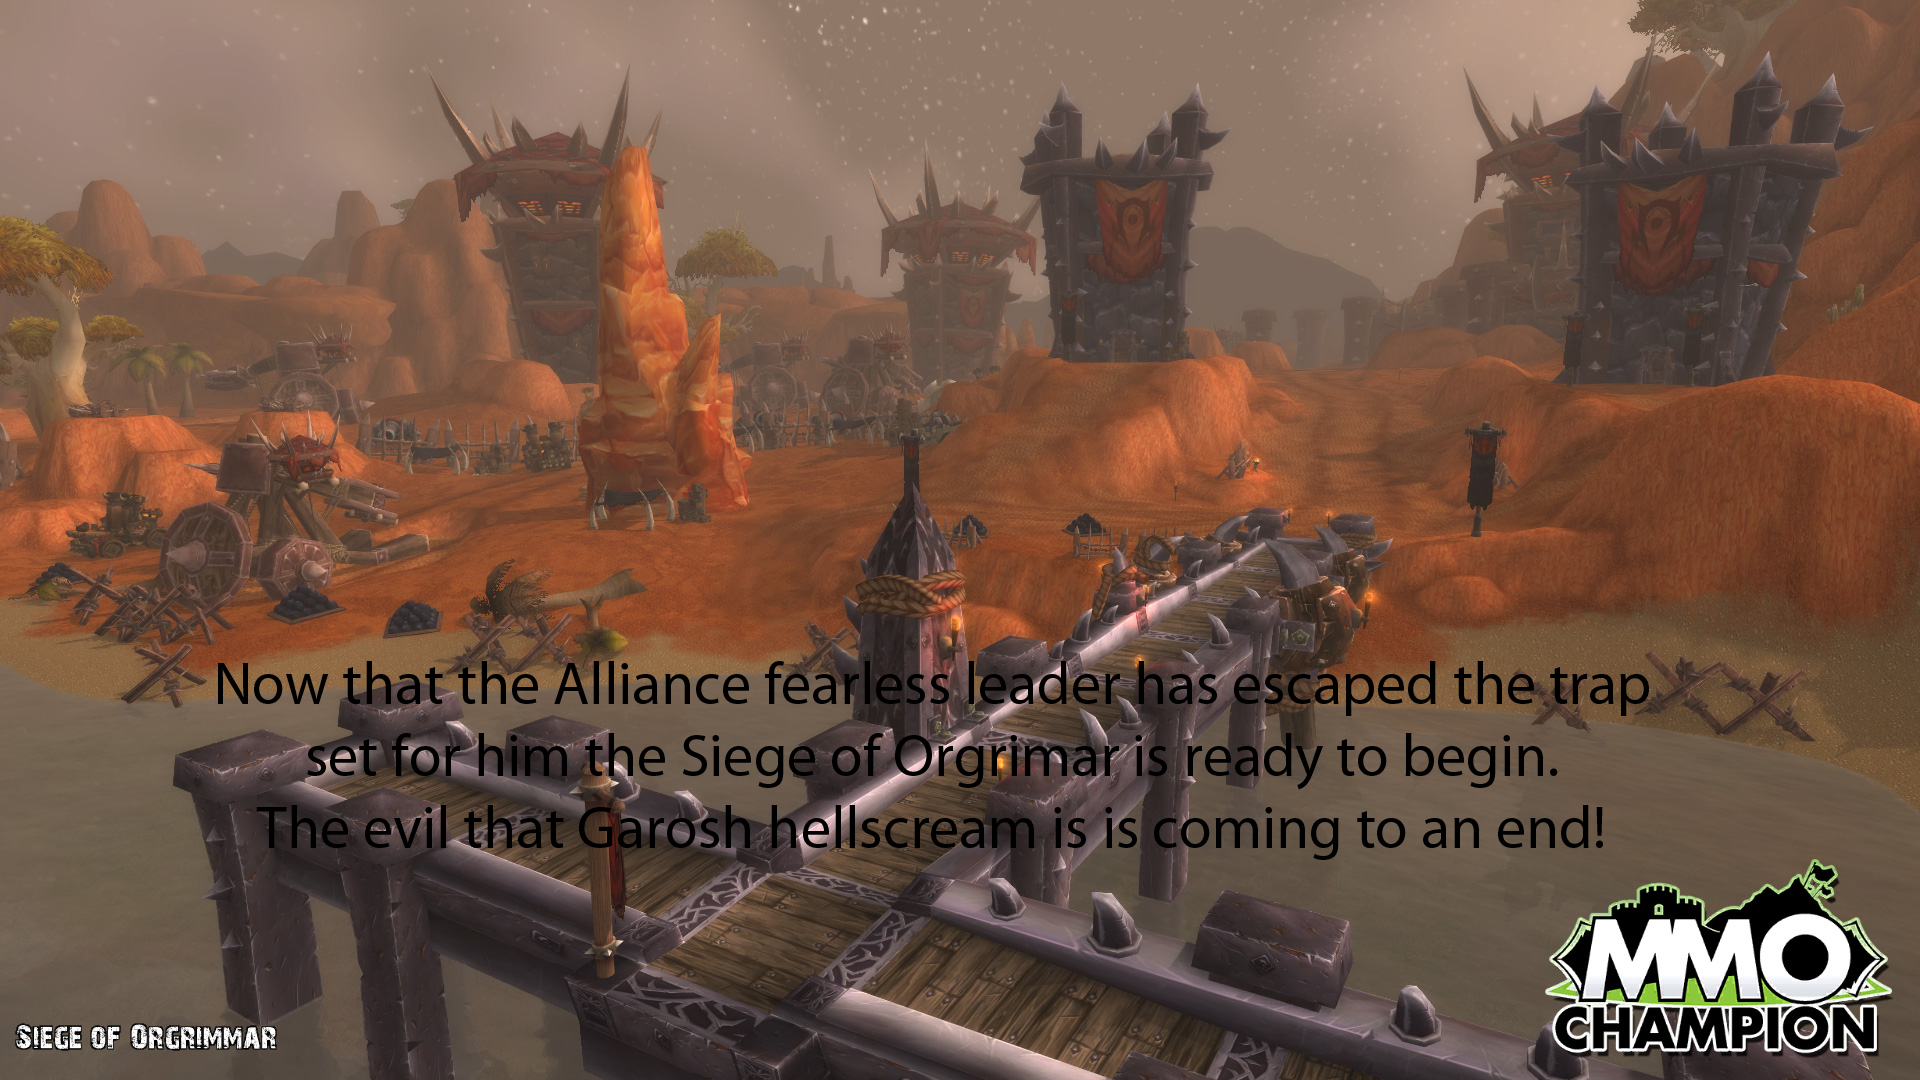 Now that the Alliance fearless leader has escaped the trap
set for him the Siege of Orgrimar is ready to begin.
The evil that Garosh hellscream is is coming to an end!
MMO
CHAMPION
Siege of Orgrimmar